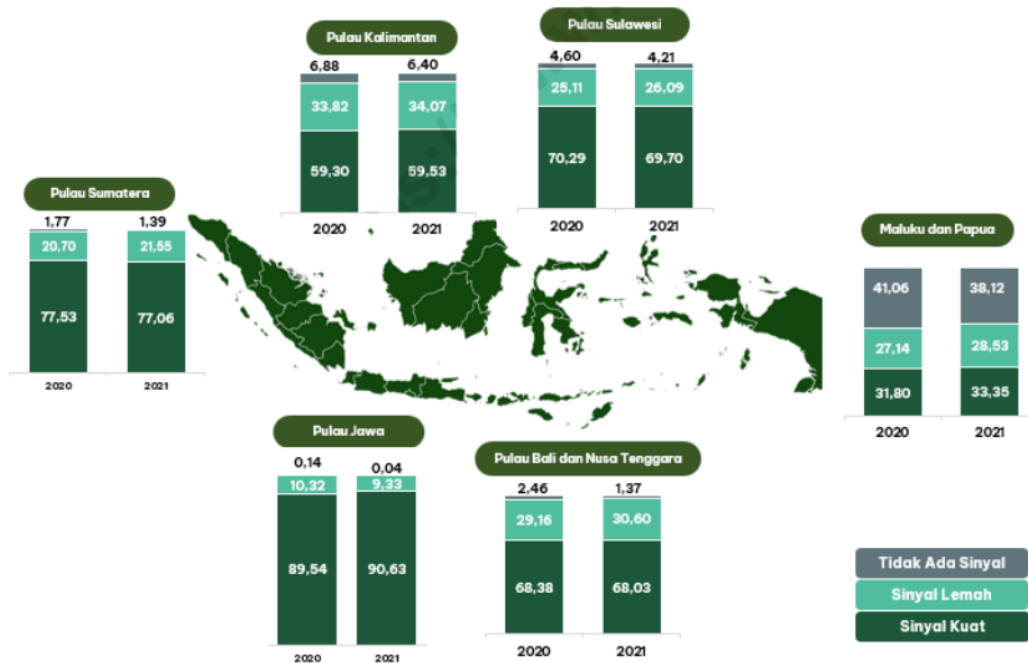 Pulau Kalimantan
6,88 6,40
33,82 34,07
59,30 59,53
2020 2021
Pulau Sulawesi
4,60 4,21
25,11 26,09
70,29 69,70
2020 2021
Pulau Sumatera
1,77 1,39
20,70 21,55
77,53 77,06
2020 2021
Maluku dan Papua
41,06 38,12
27,14 28,53
31,80 33,35
2020 2021
Pulau Jawa
0,14 0,04
10,32 9,33
89,54 90,63
2020 2021
Pulau Bali dan Nusa Tenggara
2,46 1,37
29,16 30,60
68,38 68,03
2020 2021
Tidak Ada Sinyal
Sinyal Lemah
Sinyal Kuat